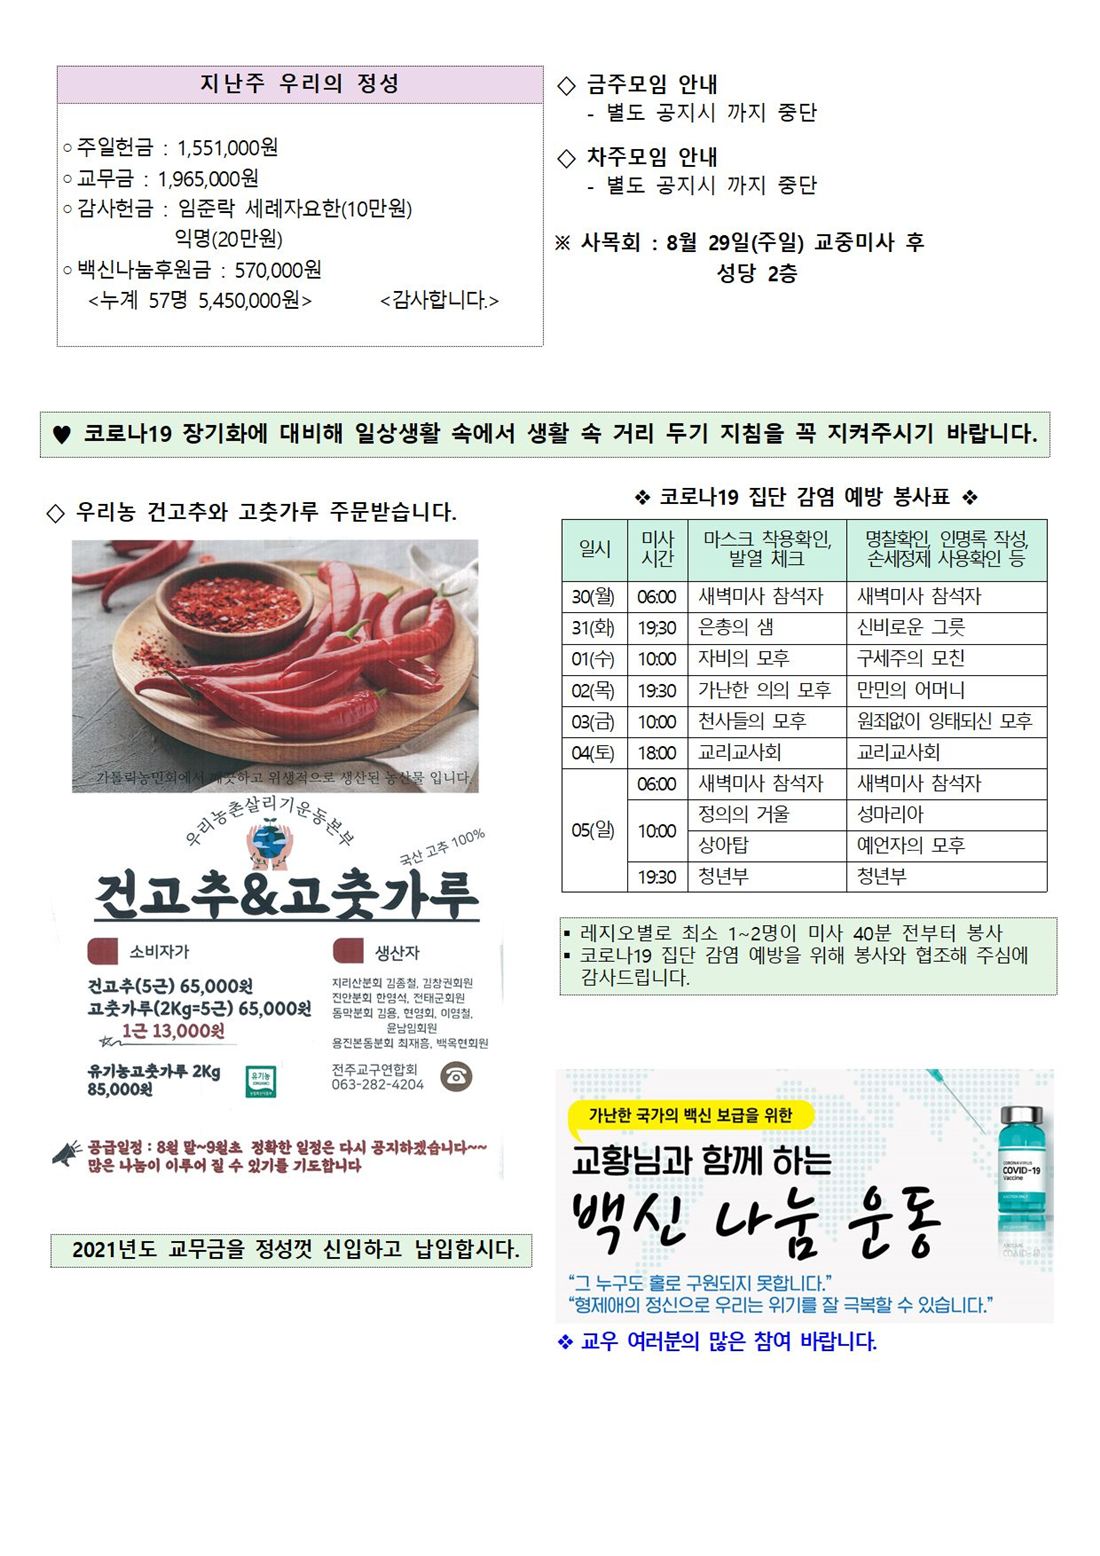 지난주 우리의 정성
○ 주일헌금 : 1,551,000원
○ 교무금 : 1,965,000원
○ 감사헌금 : 임준락 세례자요한(10만원)
익명(20만원)
○ 백신나눔후원금 : 570,000원
<누계 57명 5,450,000원> <감사합니다.>
◇ 금주모임 안내
- 별도 공지시 까지 중단
◇ 차주모임 안내
- 별도 공지시 까지 중단
※ 사목회 : 8월 29일(주일) 교중미사 후
성당 2층
♥ 코로나19 장기화에 대비해 일상생활 속에서 생활 속 거리 두기 지침을 꼭 지켜주시기 바랍니다.
◇ 우리농 건고추와 고춧가루 주문받습니다.
가톨릭농민회에서 깨끗하고 위생적으로 생산된 농산물 입니다.
우리농촌살리기운동본부
국산 고추 100%
건고추&고춧가루
소비자가
건고추(5근) 65,000원
고춧가루(2Kg=5근) 65,000원
1근 13,000원
유기농고춧가루 2Kg
85,000원
유기농
ORGANIC
생산자
지리산분회 김종철, 김창권회원
진안분회 한영석, 전태군회원
동막분회 김용, 현영회, 이영철,
윤남임회원
용진본동분회 최재흥, 백옥현회원
전주교구연합회
063-282-4204
공급일정 : 8월 말~9월초 정확한 일정은 다시 공지하겠습니다~~
많은 나눔이 이루어 질 수 있기를 기도합니다
2021년도 교무금을 정성껏 신입하고 납입합시다.
❖ 코로나19 집단 감염 예방 봉사표 ❖
일시 미사 시간 마스크 착용확인, 발열 체크 명찰확인, 인명록 작성, 손세정제 사용확인 등
30(월) 06:00 새벽미사 참석자 새벽미사 참석자
31(화) 19;30 은총의 샘 신비로운 그릇
01(수) 10:00 자비의 모후 구세주의 모친
02(목) 19:30 가난한 의의 모후 만민의 어머니
03(금) 10:00 천사들의 모후 원죄없이 잉태되신 모후
04(토) 18:00 교리교사회 교리교사회
05(일) 06:00 새벽미사 참석자 새벽미사 참석자
10:00 정의의 거울 성마리아
상아탑 예언자의 모후
19:30 청년부 청년부
▪ 레지오별로 최소 1~2명이 미사 40분 전부터 봉사
▪ 코로나19 집단 감염 예방을 위해 봉사와 협조해 주심에
감사드립니다.
가난한 국가의 백신 보급을 위한
교황님과 함께 하는
백신 나눔 운동
CORONAVIRUS
COVID-19
Vaccine
“그 누구도 홀로 구원되지 못합니다.”
“형제애의 정신으로 우리는 위기를 잘 극복할 수 있습니다.”
❖ 교우 여러분의 많은 참여 바랍니다.